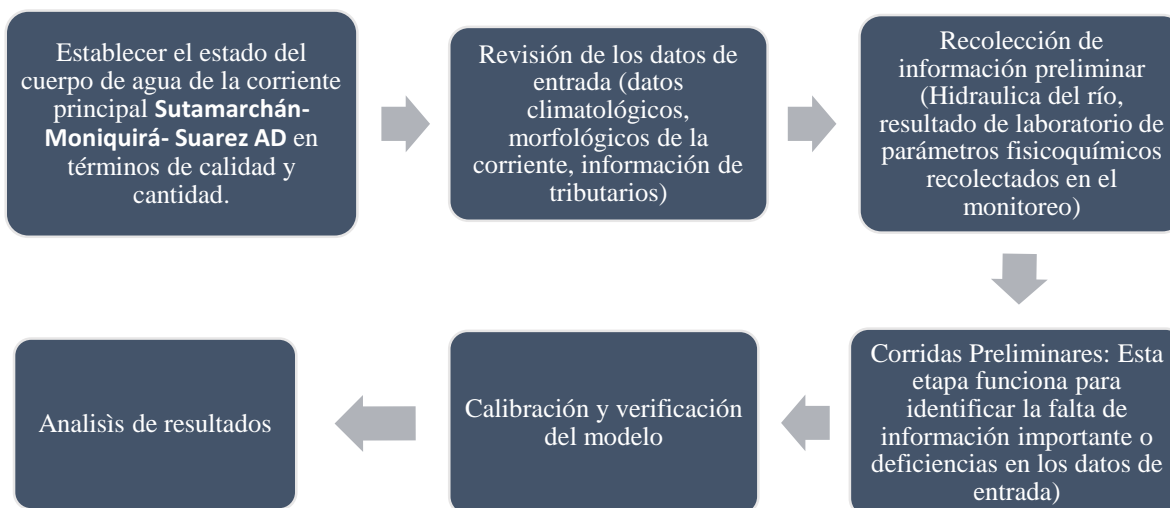 Establecer el estado del
cuerpo de agua de la corriente
principal Sutamarchán-
Moniquirá- Suarez AD en
términos de calidad y
cantidad.
Revisión de los datos de
entrada (datos
climatológicos,
morfológicos de la
corriente, información de
tributarios)
Recolección de
información preliminar
(Hidraulica del río,
resultado de laboratorio de
parámetros fisicoquímicos
recolectados en el
monitoreo)
Corridas Preliminares: Esta
etapa funciona para
identificar la falta de
información importante o
deficiencias en los datos de
entrada)
Calibración y verificación
del modelo
Analisìs de resultados